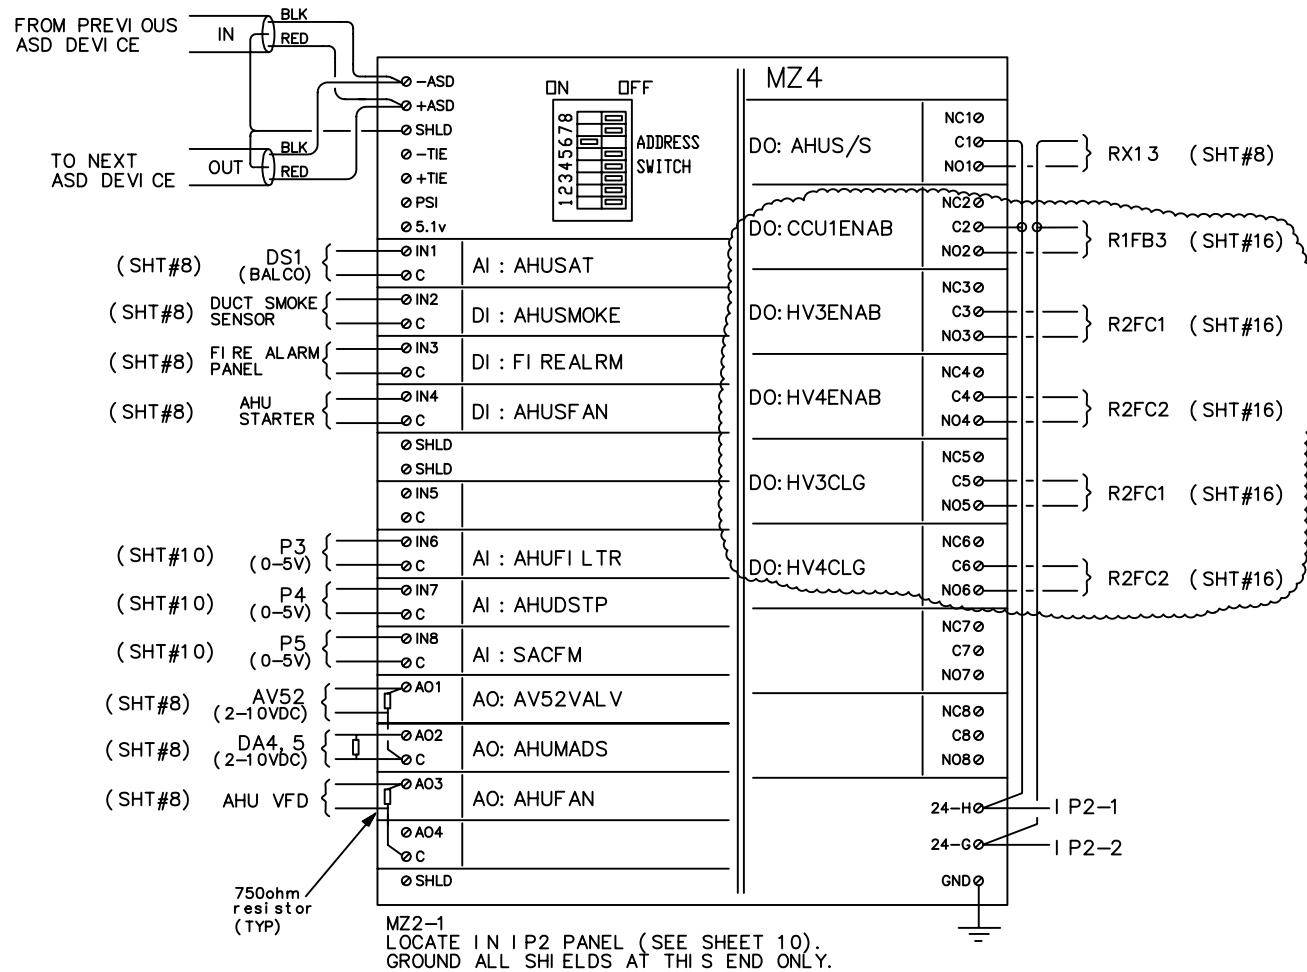 FROM PREVIOUS
ASD DEVICE
IN
BLK
RED
TO NEXT
ASD DEVICE
OUT
BLK
RED
-ASD
+ASD
SHLD
-TIE
+TIE
PSI
5.1v
ON OFF
12345678
ADDRESS
SWITCH
(SHT#8) DS1
(BALCO)
IN1
C
AI: AHUSAT
(SHT#8) DUCT SMOKE
SENSOR
IN2
C
DI: AHUSMOKE
(SHT#8) FIRE ALARM
PANEL
IN3
C
DI: FIREALRM
(SHT#8) AHU
STARTER
IN4
C
DI: AHUSFAN
SHLD
SHLD
IN5
C
(SHT#10) P3
(0-5V)
IN6
C
AI: AHUFILTR
(SHT#10) P4
(0-5V)
IN7
C
AI: AHUDSTP
(SHT#10) P5
(0-5V)
IN8
C
AI: SACFM
(SHT#8) AV52
(2-10VDC)
AO1
AO: AV52VALV
(SHT#8) DA4,5
(2-10VDC)
AO2
C
AO: AHUMADS
(SHT#8) AHU VFD
AO3
AO: AHUFAN
AO4
C
SHLD
750ohm
resistor
(TYP)
MZ4
DO: AHUS/S
NC1
C1
NO1
RX13 (SHT#8)
DO: CCU1ENAB
NC2
C2
NO2
R1FB3 (SHT#16)
DO: HV3ENAB
NC3
C3
NO3
R2FC1 (SHT#16)
DO: HV4ENAB
NC4
C4
NO4
R2FC2 (SHT#16)
DO: HV3CLG
NC5
C5
NO5
R2FC1 (SHT#16)
DO: HV4CLG
NC6
C6
NO6
R2FC2 (SHT#16)
NC7
C7
NO7
NC8
C8
NO8
24-H
IP2-1
24-G
IP2-2
GND
MZ2-1
LOCATE IN IP2 PANEL (SEE SHEET 10).
GROUND ALL SHIELDS AT THIS END ONLY.